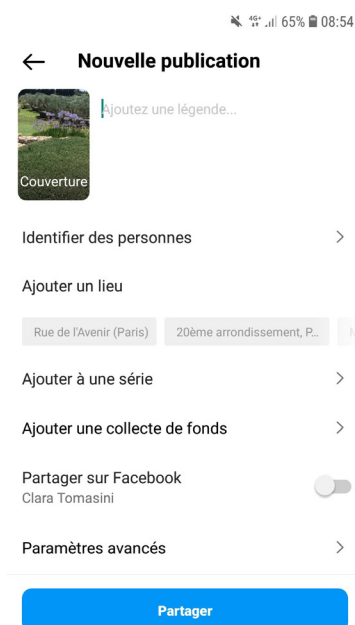 4G+ 65% 08:54
Nouvelle publication
Ajoutez une légende...
Couverture
Identifier des personnes
Ajouter un lieu
Rue de l'Avenir (Paris) 20ème arrondissement, P...
Ajouter à une série
Ajouter une collecte de fonds
Partager sur Facebook
Clara Tomasini
Paramètres avancés
Partager